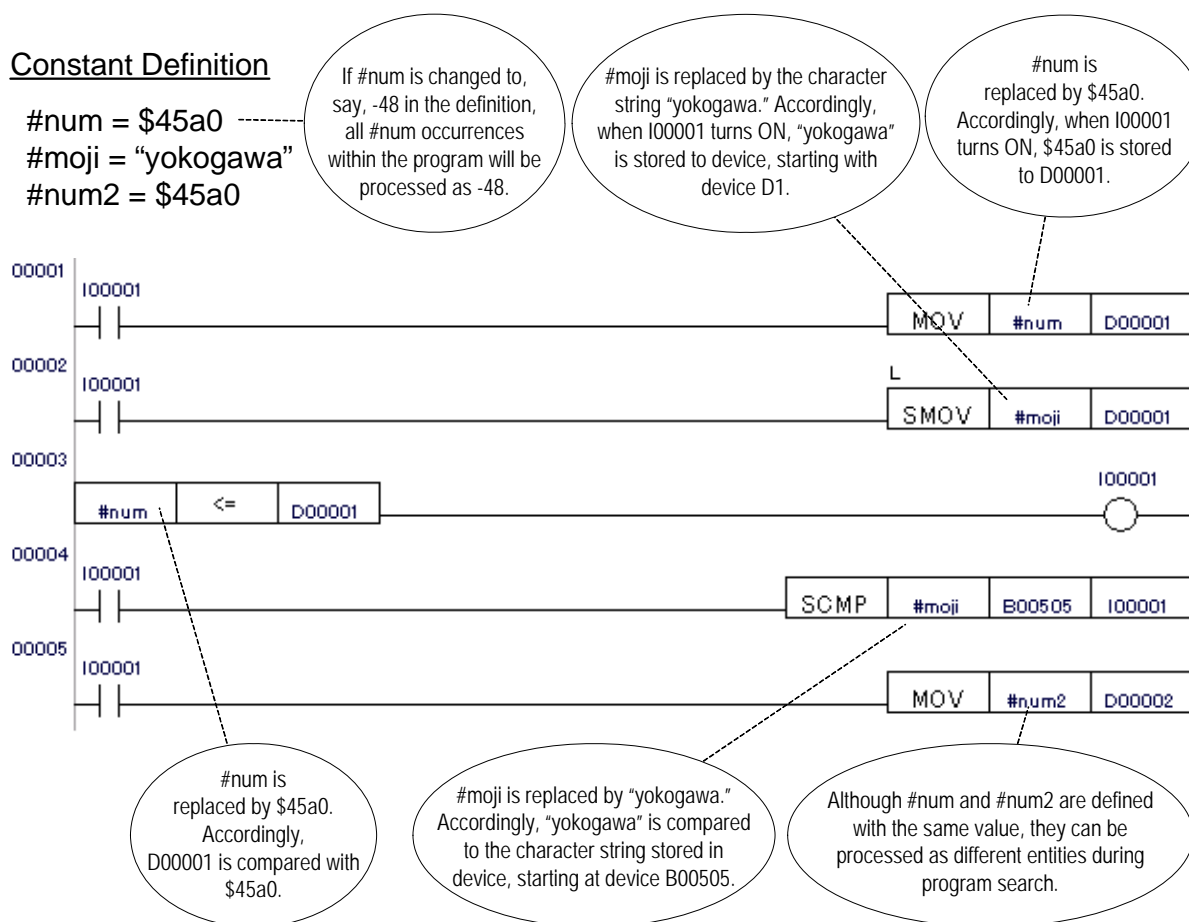 Constant Definition
#num = $45a0
#moji = “yokogawa”
#num2 = $45a0
If #num is changed to,
say, -48 in the definition,
all #num occurrences
within the program will be
processed as -48.
#moji is replaced by the character
string “yokogawa.” Accordingly,
when I00001 turns ON, “yokogawa”
is stored to device, starting with
device D1.
#num is
replaced by $45a0.
Accordingly, when I00001
turns ON, $45a0 is stored
to D00001.
00001
I00001
MOV #num D00001
00002
I00001
L
SMOV #moji D00001
00003
I00001
#num <= D00001
00004
I00001
SCMP #moji B00505 I00001
00005
I00001
MOV #num2 D00002
#num is
replaced by $45a0.
Accordingly,
D00001 is compared with
$45a0.
#moji is replaced by “yokogawa.”
Accordingly, “yokogawa” is compared
to the character string stored in
device, starting at device B00505.
Although #num and #num2 are defined
with the same value, they can be
processed as different entities during
program search.